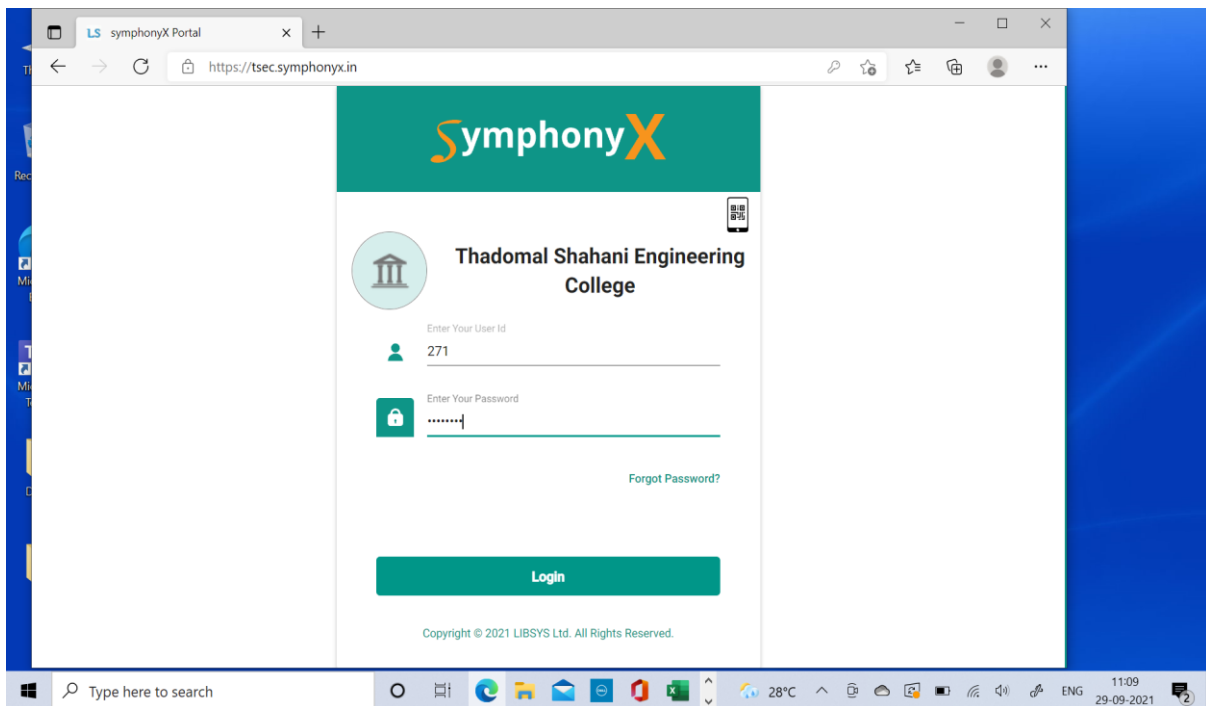 LS symphonyX Portal
https://tsec.symphonyx.in
SymphonyX
Rec
Thadomal Shahani Engineering
College
Enter Your User Id
271
Enter Your Password
........
Forgot Password?
Login
Copyright © 2021 LIBSYS Ltd. All Rights Reserved.
Type here to search
28°C
ENG
11:09
29-09-2021
2